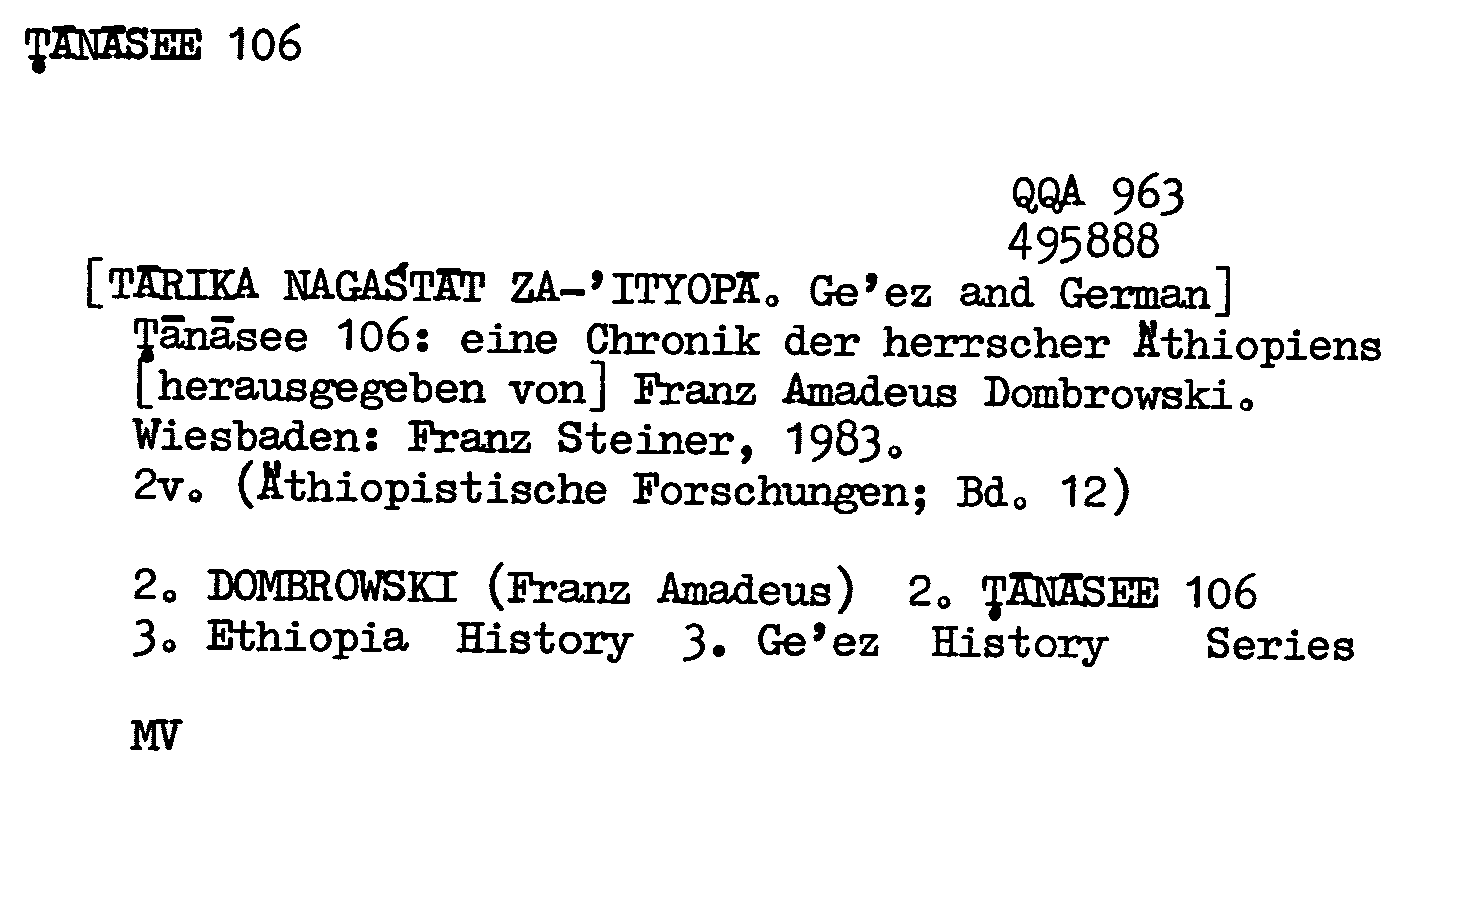 ṬĀNĀSEE 106
QQA 963
495888
[TĀRIKA NAGAŚTĀT ZA-’ITYOPĀ. Ge’ez and German]
Ṭānāsee 106: eine Chronik der herrscher Äthiopiens
[herausgegeben von] Franz Amadeus Dombrowski.
Wiesbaden: Franz Steiner, 1983.
2v. (Äthiopistische Forschungen; Bd. 12)
2. DOMBROWSKI (Franz Amadeus) 2. ṬĀNĀSEE 106
3. Ethiopia History 3. Ge’ez History Series
MV